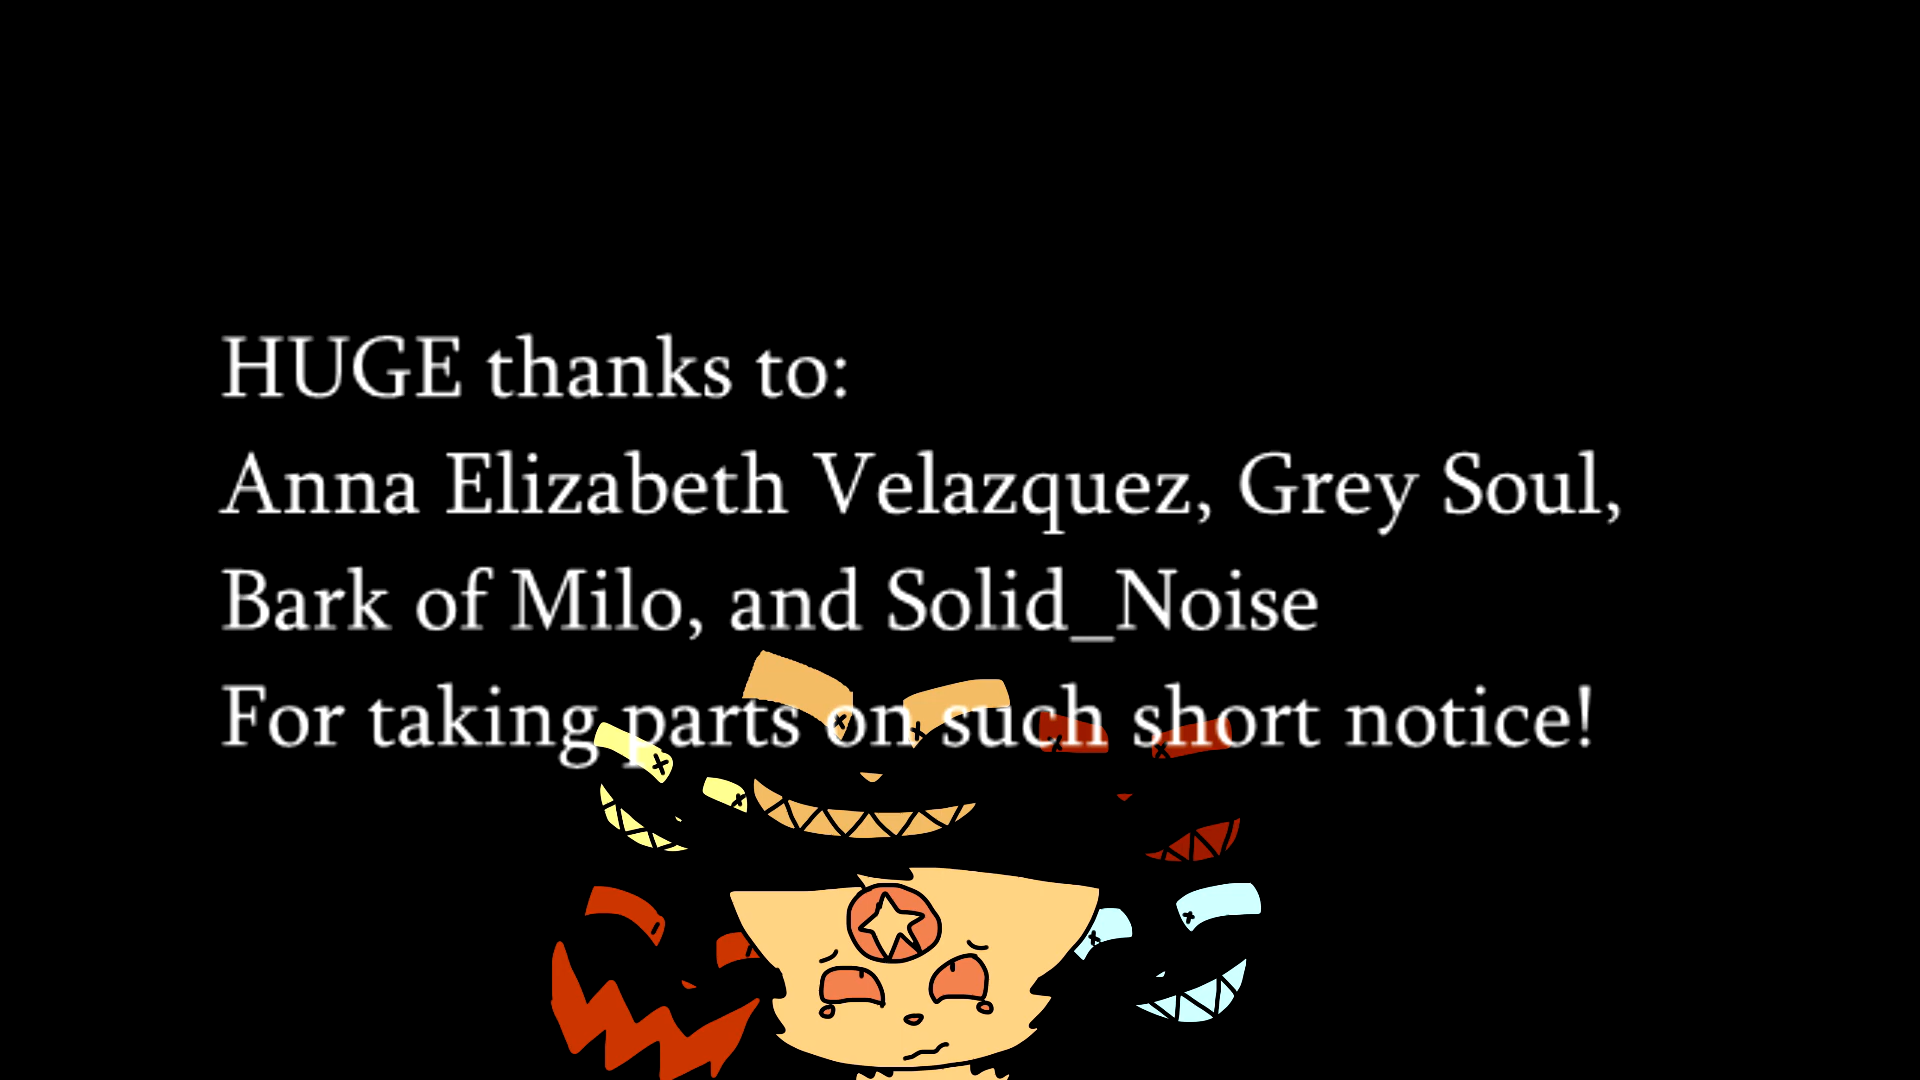 HUGE thanks to:
Anna Elizabeth Velazquez, Grey Soul,
Bark of Milo, and Solid_Noise
For taking parts on such short notice!